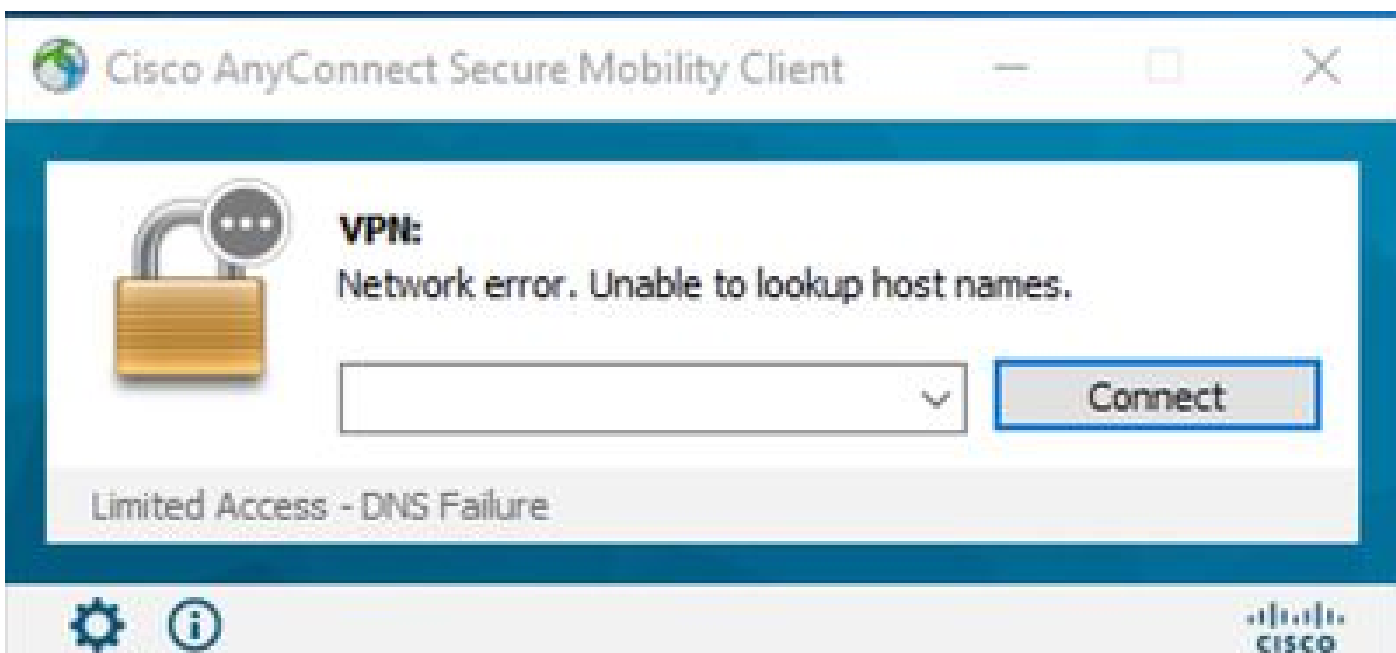 Cisco AnyConnect Secure Mobility Client
VPN:
Network error. Unable to lookup host names.
Connect
Limited Access - DNS Failure
CISCO